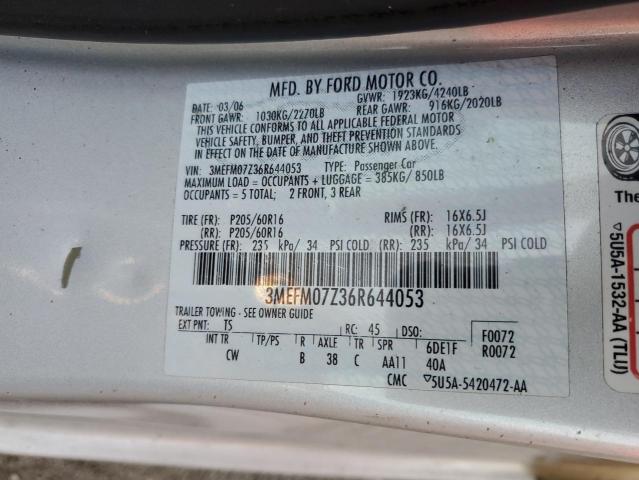 MFD. BY FORD MOTOR CO.
DATE: 03/06 GVWR: 1923KG/4240LB
FRONT GAWR: 1030KG/2270LB REAR GAWR: 916KG/2020LB
THIS VEHICLE CONFORMS TO ALL APPLICABLE FEDERAL MOTOR
VEHICLE SAFETY, BUMPER, AND THEFT PREVENTION STANDARDS
IN EFFECT ON THE DATE OF MANUFACTURE SHOWN ABOVE.
VIN: 3MEFM07Z36R644053 TYPE: Passenger Car
MAXIMUM LOAD = OCCUPANTS + LUGGAGE = 385KG/ 850LB
OCCUPANTS = 5 TOTAL; 2 FRONT, 3 REAR
TIRE (FR): P205/60R16 RIMS (FR): 16X6.5J
(RR): P205/60R16 (RR): 16X6.5J
PRESSURE (FR): 235 kPa/ 34 PSI COLD (RR): 235 kPa/ 34 PSI COLD
3MEFM07Z36R644053
TRAILER TOWING - SEE OWNER GUIDE
EXT PNT: TS RC: 45 DSO: F0072
INT TR TP/PS R AXLE TR SPR 6DE1F R0072
CW B 38 C AA11 40A
CMC ▽5U5A-5420472-AA
The
▽5U5A-1532-AA (TLU)